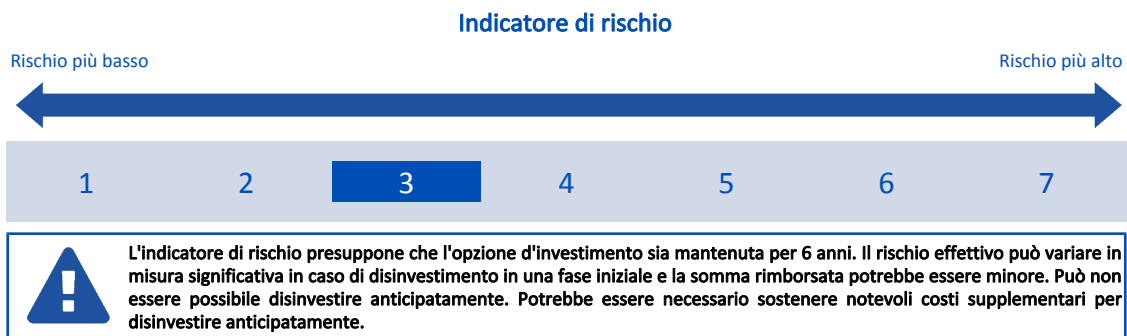 Indicatore di rischio
Rischio più basso
Rischio più alto
1 2 3 4 5 6 7
L'indicatore di rischio presuppone che l'opzione d'investimento sia mantenuta per 6 anni. Il rischio effettivo può variare in
misura significativa in caso di disinvestimento in una fase iniziale e la somma rimborsata potrebbe essere minore. Può non
essere possibile disinvestire anticipatamente. Potrebbe essere necessario sostenere notevoli costi supplementari per
disinvestire anticipatamente.